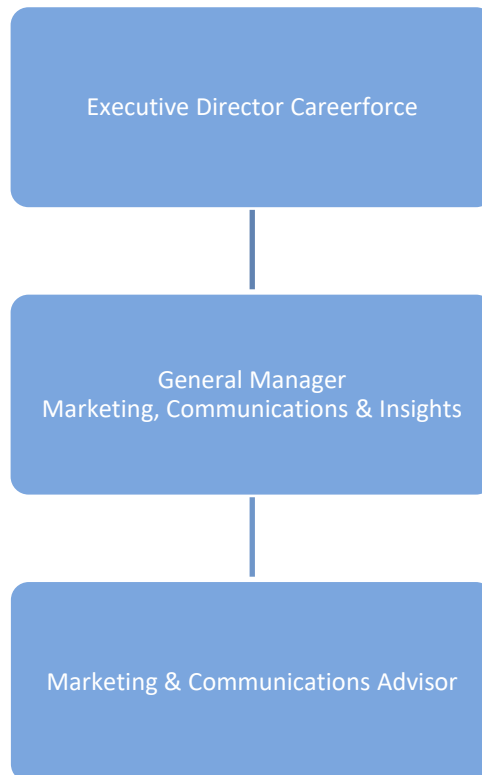 Executive Director Careerforce
General Manager
Marketing, Communications & Insights
Marketing & Communications Advisor